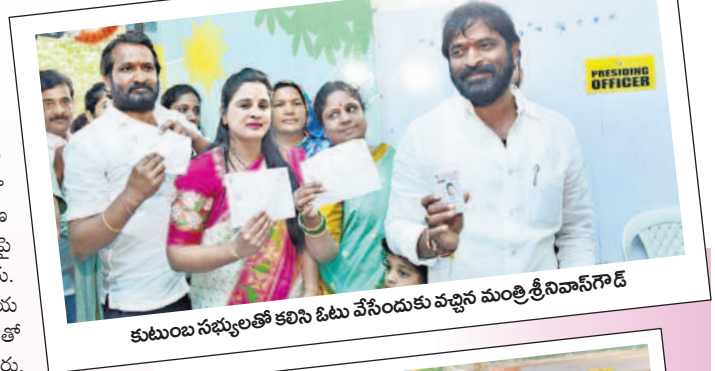 PRESIDING
OFFICER
కుటుంబ సభ్యులతో కలిసి ఓటు వేసేందుకు వచ్చిన మంత్రి శ్రీనివాస్‌గౌడ్
పై
య
తో